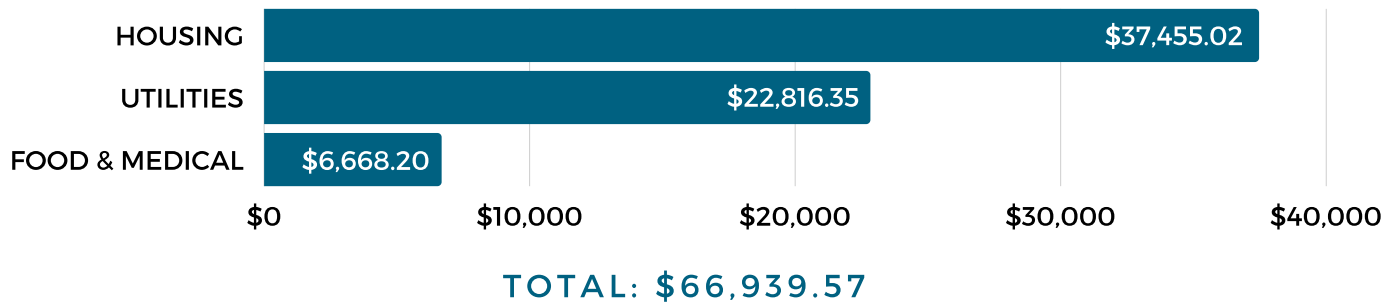 HOUSING $37,455.02
UTILITIES $22,816.35
FOOD & MEDICAL $6,668.20
$0 $10,000 $20,000 $30,000 $40,000
TOTAL: $66,939.57